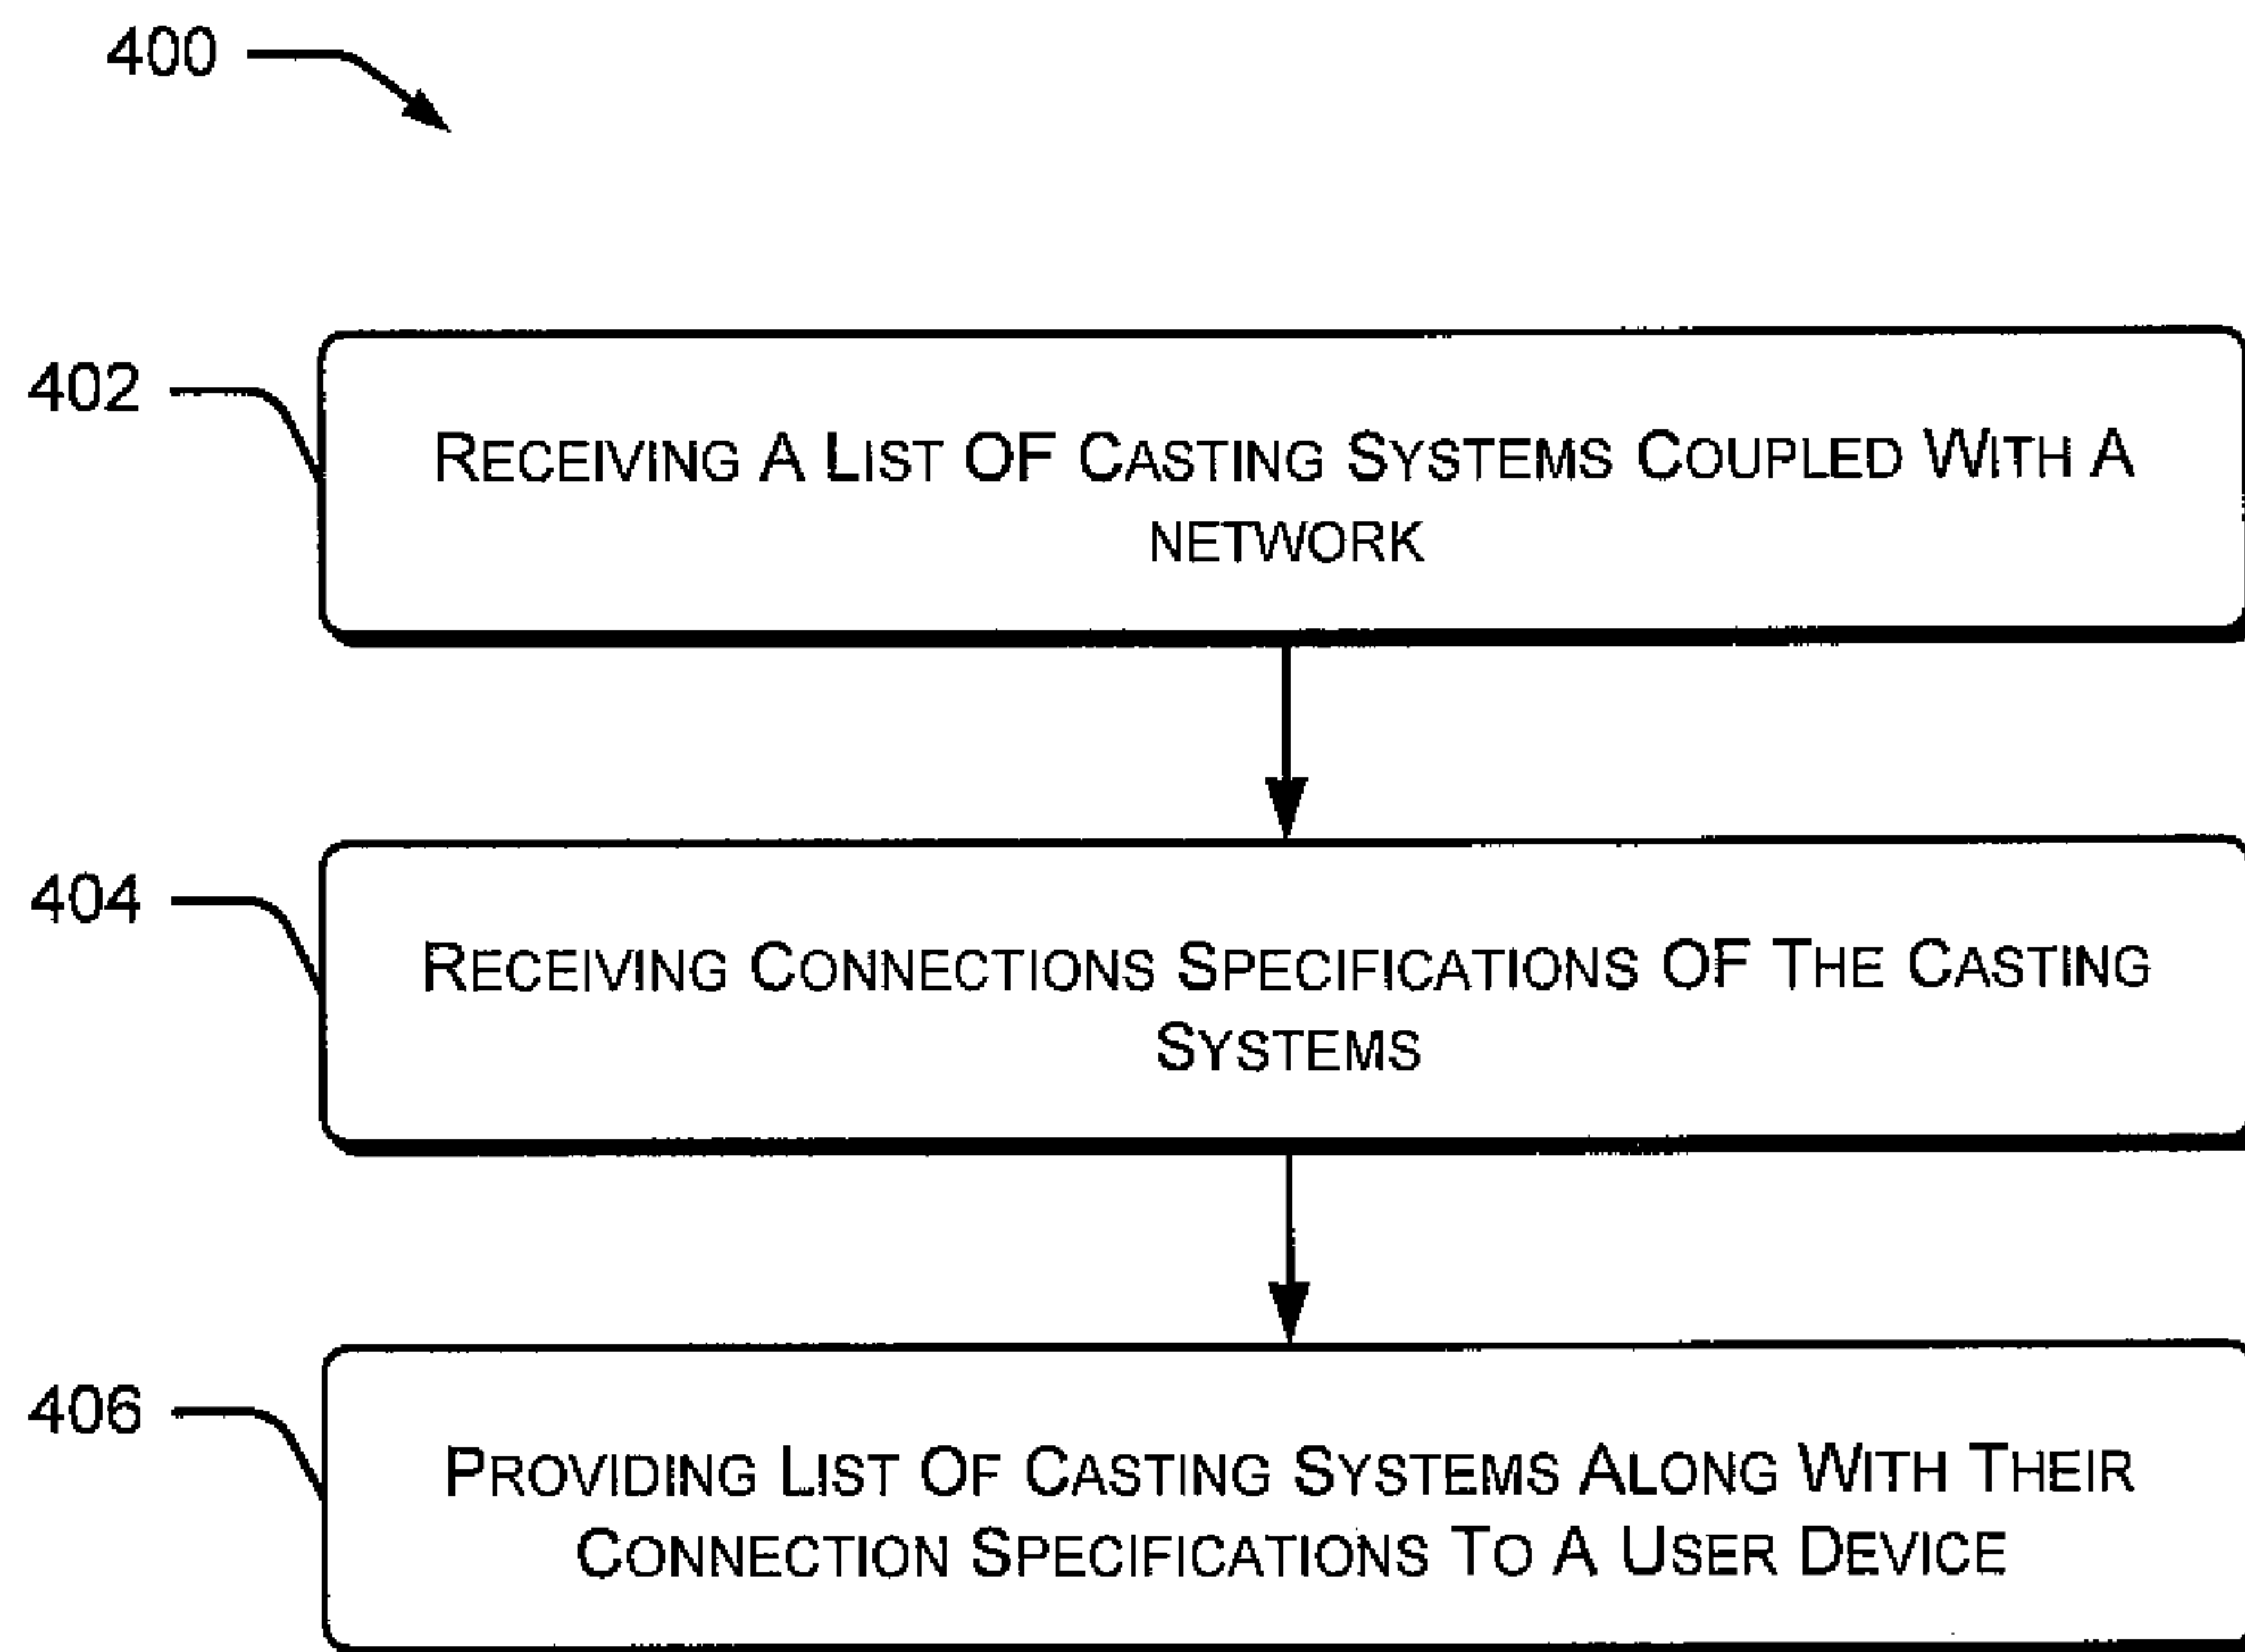 400
402
RECEIVING A LIST OF CASTING SYSTEMS COUPLED WITH A
NETWORK
404
RECEIVING CONNECTIONS SPECIFICATIONS OF THE CASTING
SYSTEMS
406
PROVIDING LIST OF CASTING SYSTEMS ALONG WITH THEIR
CONNECTION SPECIFICATIONS TO A USER DEVICE